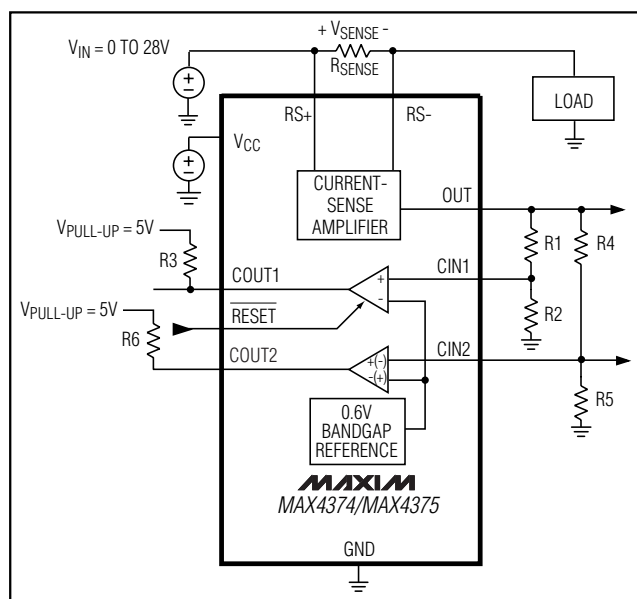 + VSENSE -
VIN = 0 TO 28V
RSENSE
LOAD
RS+
RS-
VCC
CURRENT-
SENSE
AMPLIFIER
OUT
VPULL-UP = 5V
R3
R1
R4
COUT1
CIN1
+
-
R2
VPULL-UP = 5V
R6
RESET
COUT2
CIN2
+(-)
-(+)
R5
0.6V
BANDGAP
REFERENCE
MAXIM
MAX4374/MAX4375
GND